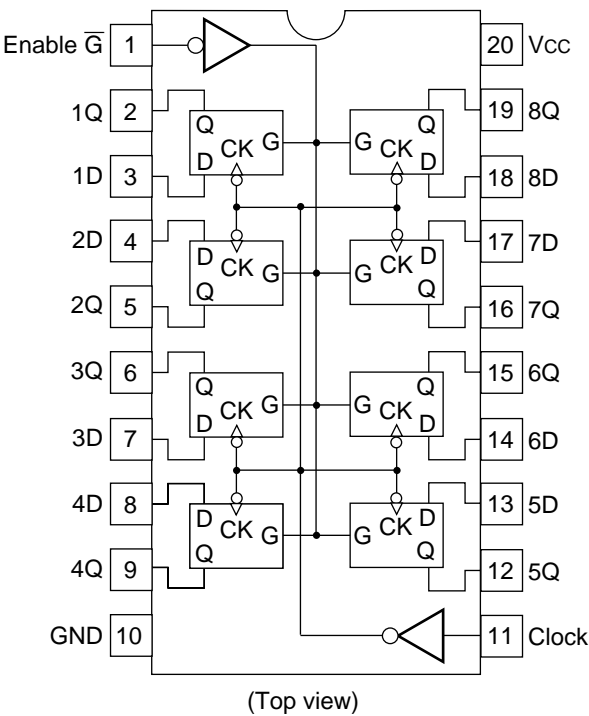 Enable G̅ 1 20 Vcc
1Q 2 Q Q 19 8Q
CK G G CK
1D 3 D D 18 8D
2D 4 D D 17 7D
CK G G CK
2Q 5 Q Q 16 7Q
3Q 6 Q Q 15 6Q
CK G G CK
3D 7 D D 14 6D
4D 8 D D 13 5D
CK G G CK
4Q 9 Q Q 12 5Q
GND 10 11 Clock
(Top view)